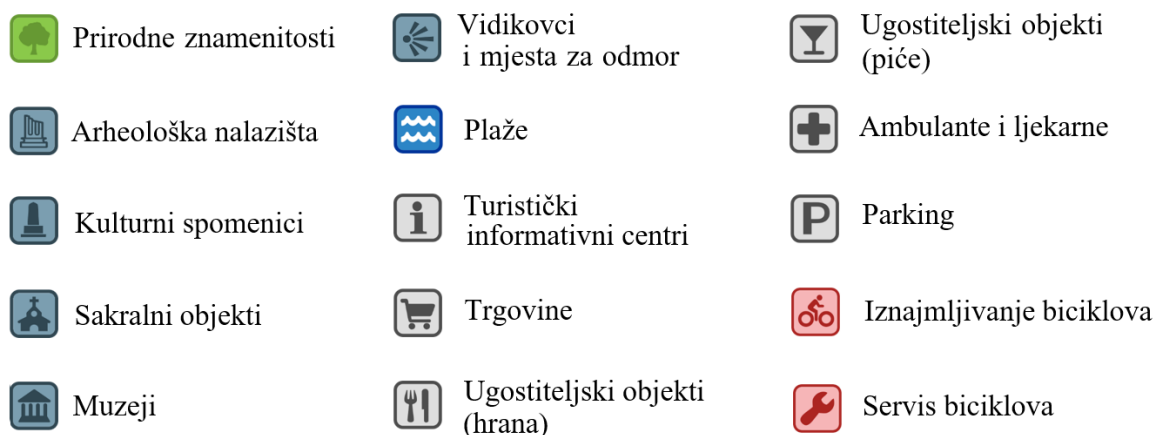 Prirodne znamenitosti
Arheološka nalazišta
Kulturni spomenici
Sakralni objekti
Muzeji
Vidikovci
i mjesta za odmor
Plaže
i
Turistički
informativni centri
Trgovine
Ugostiteljski objekti
(hrana)
Ugostiteljski objekti
(piće)
Ambulante i ljekarne
P
Parking
Iznajmljivanje biciklova
Servis biciklova